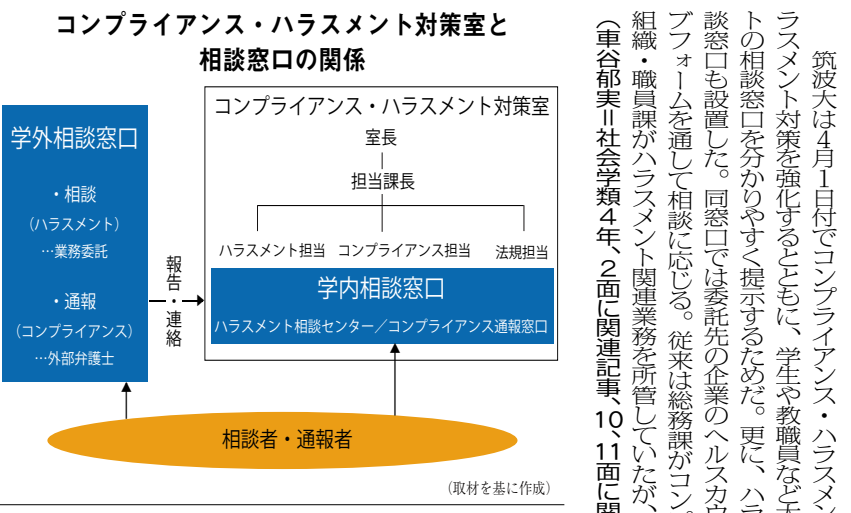 コンプライアンス・ハラスメント対策室と
相談窓口の関係
学外相談窓口
・相談
（ハラスメント）
…業務委託
・通報
（コンプライアンス）
…外部弁護士
報告・連絡
コンプライアンス・ハラスメント対策室
室長
担当課長
ハラスメント担当 コンプライアンス担当 法規担当
学内相談窓口
ハラスメント相談センター／コンプライアンス通報窓口
相談者・通報者
（取材を基に作成）
筑波大は4月1日付でコンプライアンス・ハラスメン
ラスメント対策を強化するとともに、学生や教職員など
トの相談窓口を分かりやすく提示するためだ。更に、ハラ
談窓口も設置した。同窓口では委託先の企業のヘルスカウ
ブフォームを通して相談に応じる。従来は総務課がコン
組織・職員課がハラスメント関連業務を所管していたが、
（車谷郁実＝社会学類4年、2面に関連記事、10、11面に関